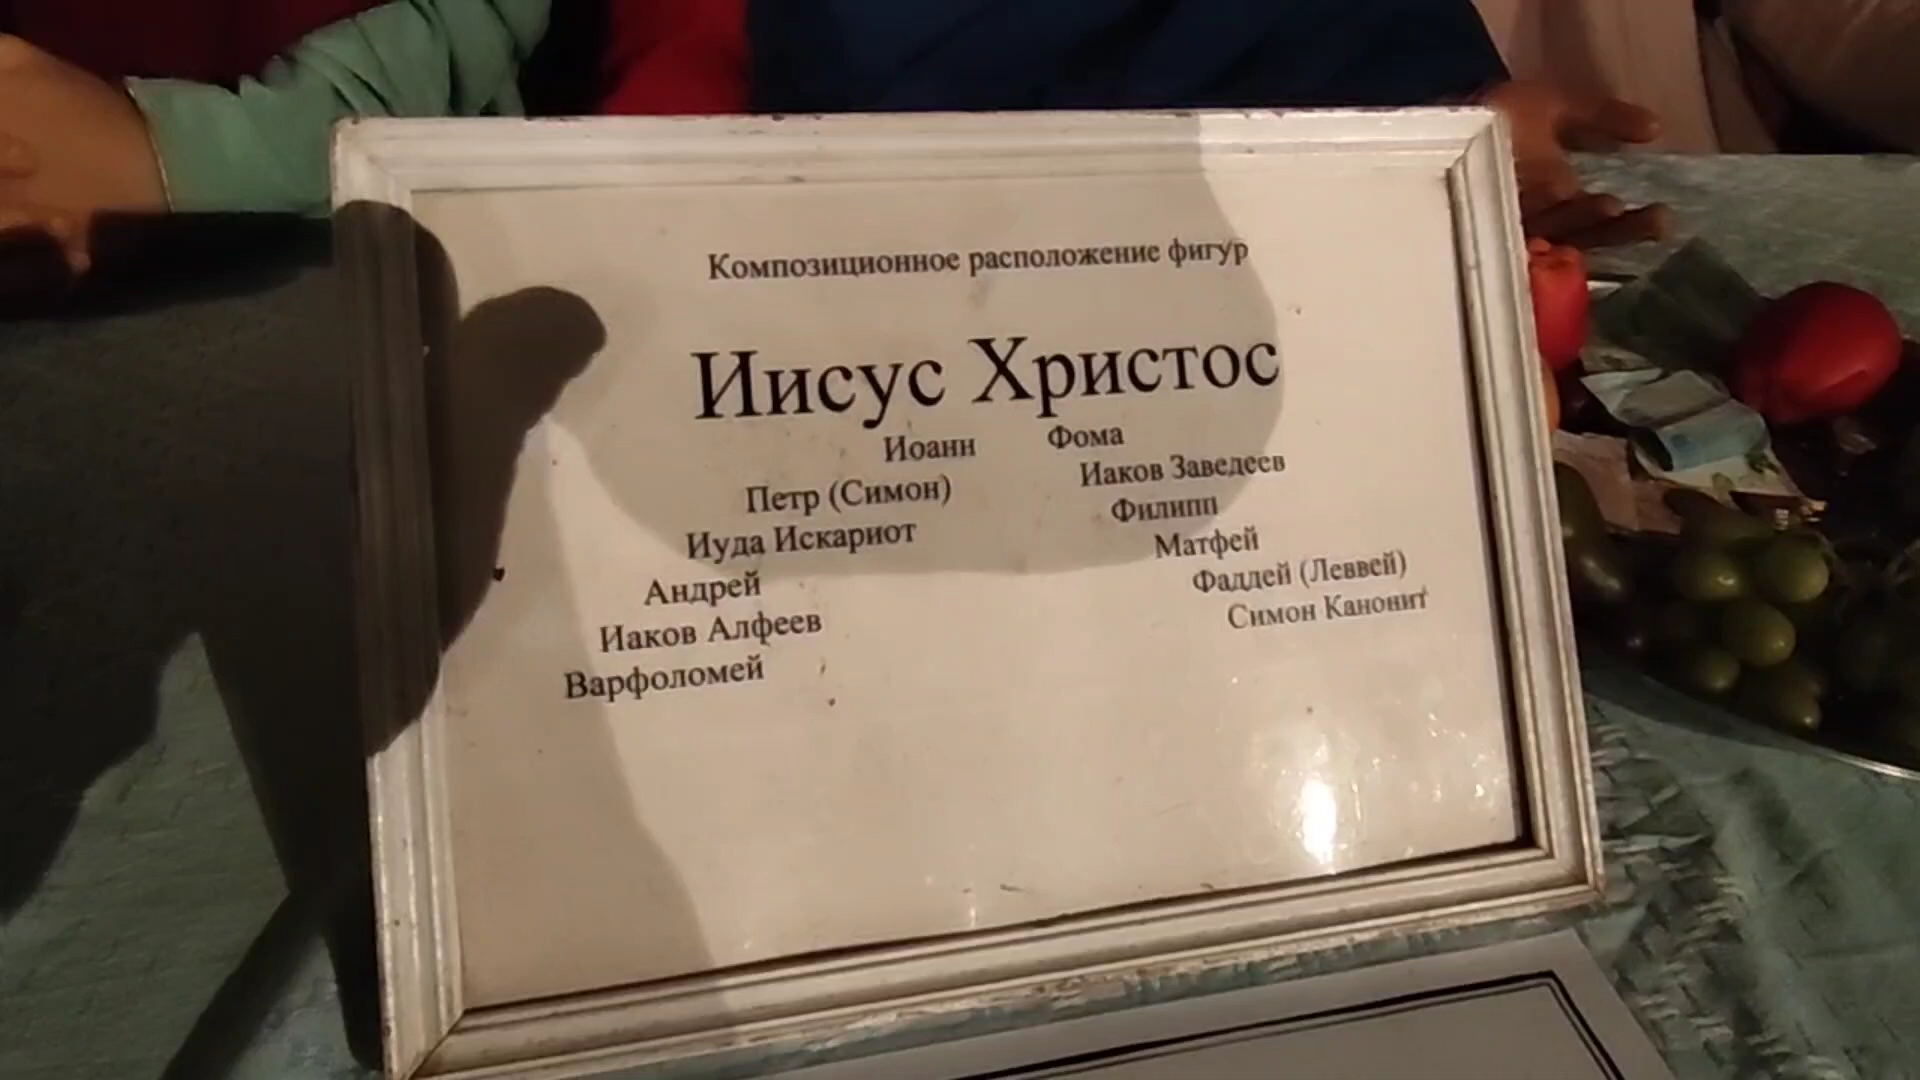 Композиционное расположение фигур
Иисус Христос
Иоанн Фома
Петр (Симон) Иаков Заведеев
Иуда Искариот Филипп
Андрей Матфей
Иаков Алфеев Фаддей (Леввей)
Варфоломей Симон Канонит